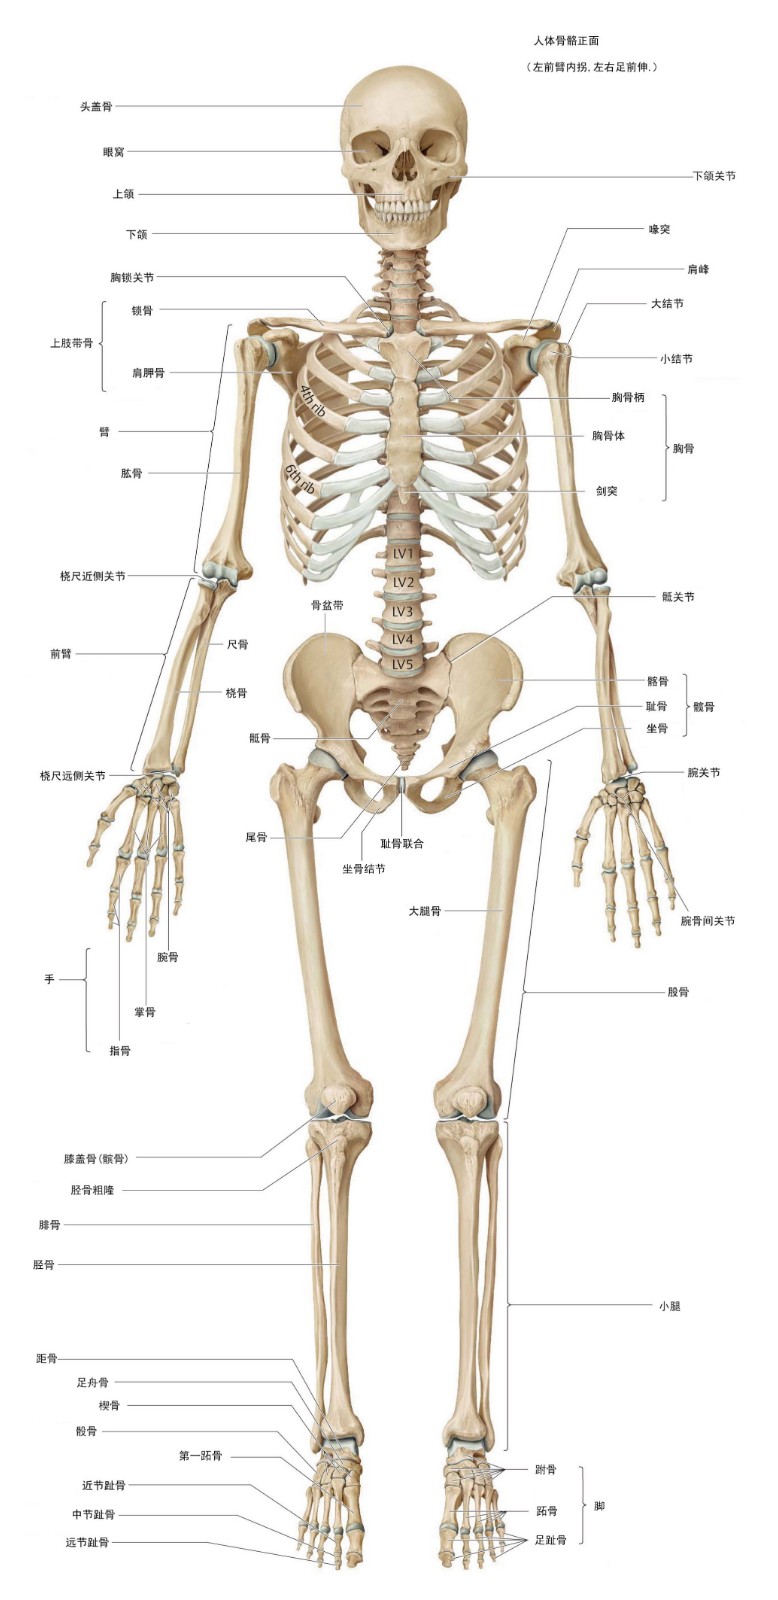 人体骨骼正面
（左前臂内拐. 左右足前伸.）
头盖骨
眼窝
上颌
下颌
下颌关节
喙突
肩峰
大结节
小结节
胸锁关节
锁骨
上肢带骨
肩胛骨
臂
肱骨
4th rib
6th rib
胸骨柄
胸骨体
胸骨
剑突
LV1
LV2
LV3
LV4
LV5
桡尺近侧关节
骨盆带
骶关节
前臂
尺骨
桡骨
髂骨
耻骨
髋骨
坐骨
骶骨
桡尺远侧关节
腕关节
尾骨
耻骨联合
坐骨结节
大腿骨
腕骨间关节
腕骨
手
掌骨
指骨
股骨
膝盖骨(髌骨)
胫骨粗隆
腓骨
胫骨
小腿
距骨
足舟骨
楔骨
骰骨
第一跖骨
近节趾骨
中节趾骨
远节趾骨
跗骨
跖骨
脚
足趾骨